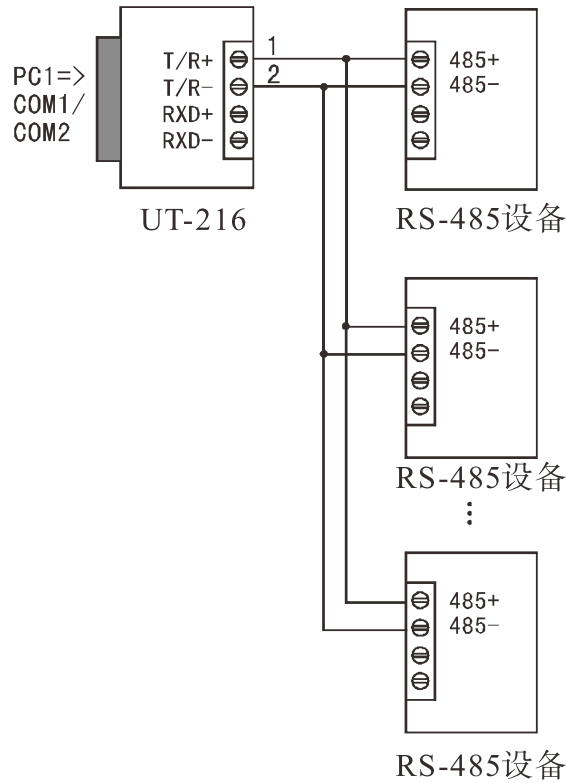 PC1=>
COM1/
COM2
T/R+
T/R-
RXD+
RXD-
1
2
UT-216
485+
485-
RS-485设备
485+
485-
RS-485设备
⋮
485+
485-
RS-485设备